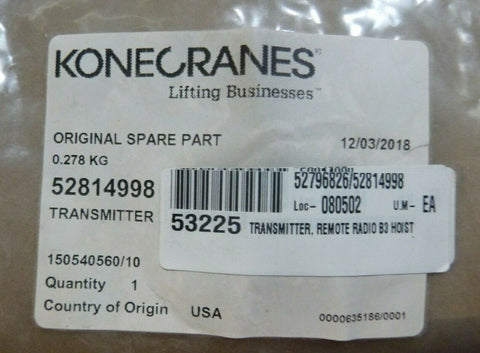 KONECRANES®
Lifting Businesses™
ORIGINAL SPARE PART 12/03/2018
0.278 KG
52814998
TRANSMITTER
52796826/52814998
Loc- 080502 U.M- EA
53225 TRANSMITTER, REMOTE RADIO B3 HOIST
150540560/10
Quantity 1
Country of Origin USA
0000635186/0001